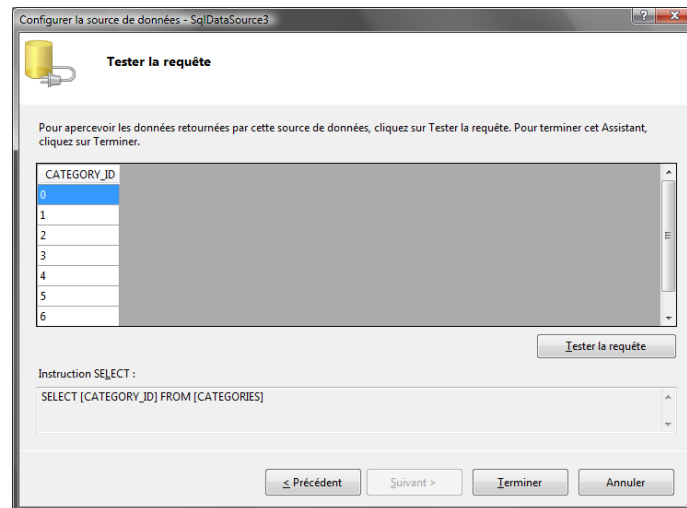 Configurer la source de données - SqlDataSource3
Tester la requête
Pour apercevoir les données retournées par cette source de données, cliquez sur Tester la requête. Pour terminer cet Assistant,
cliquez sur Terminer.
CATEGORY_ID
0
1
2
3
4
5
6
Tester la requête
Instruction SELECT :
SELECT [CATEGORY_ID] FROM [CATEGORIES]
< Précédent
Suivant >
Terminer
Annuler